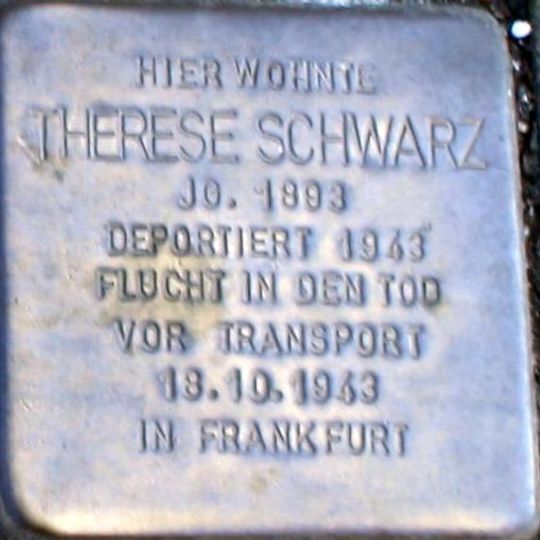 HIER WOHNTE
THERESE SCHWARZ
JG. 1893
DEPORTIERT 1943
FLUCHT IN DEN TOD
VOR TRANSPORT
18.10.1943
IN FRANKFURT